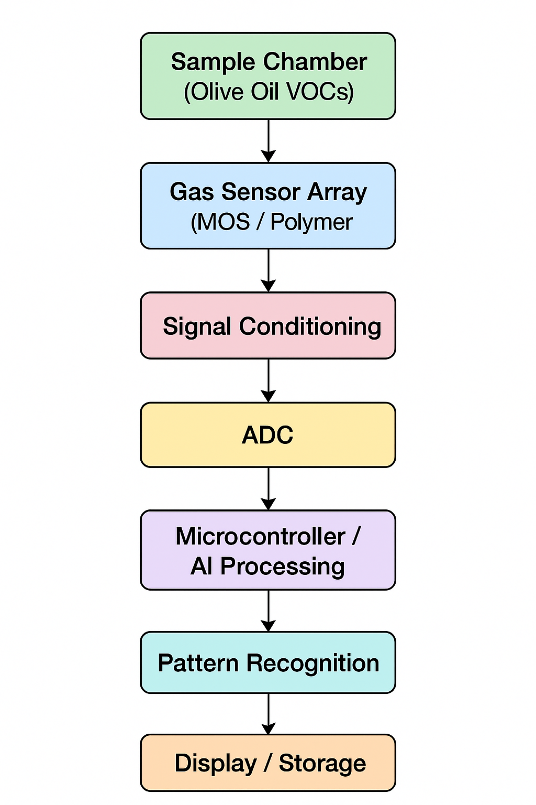 Sample Chamber
(Olive Oil VOCs)
Gas Sensor Array
(MOS / Polymer
Signal Conditioning
ADC
Microcontroller /
AI Processing
Pattern Recognition
Display / Storage